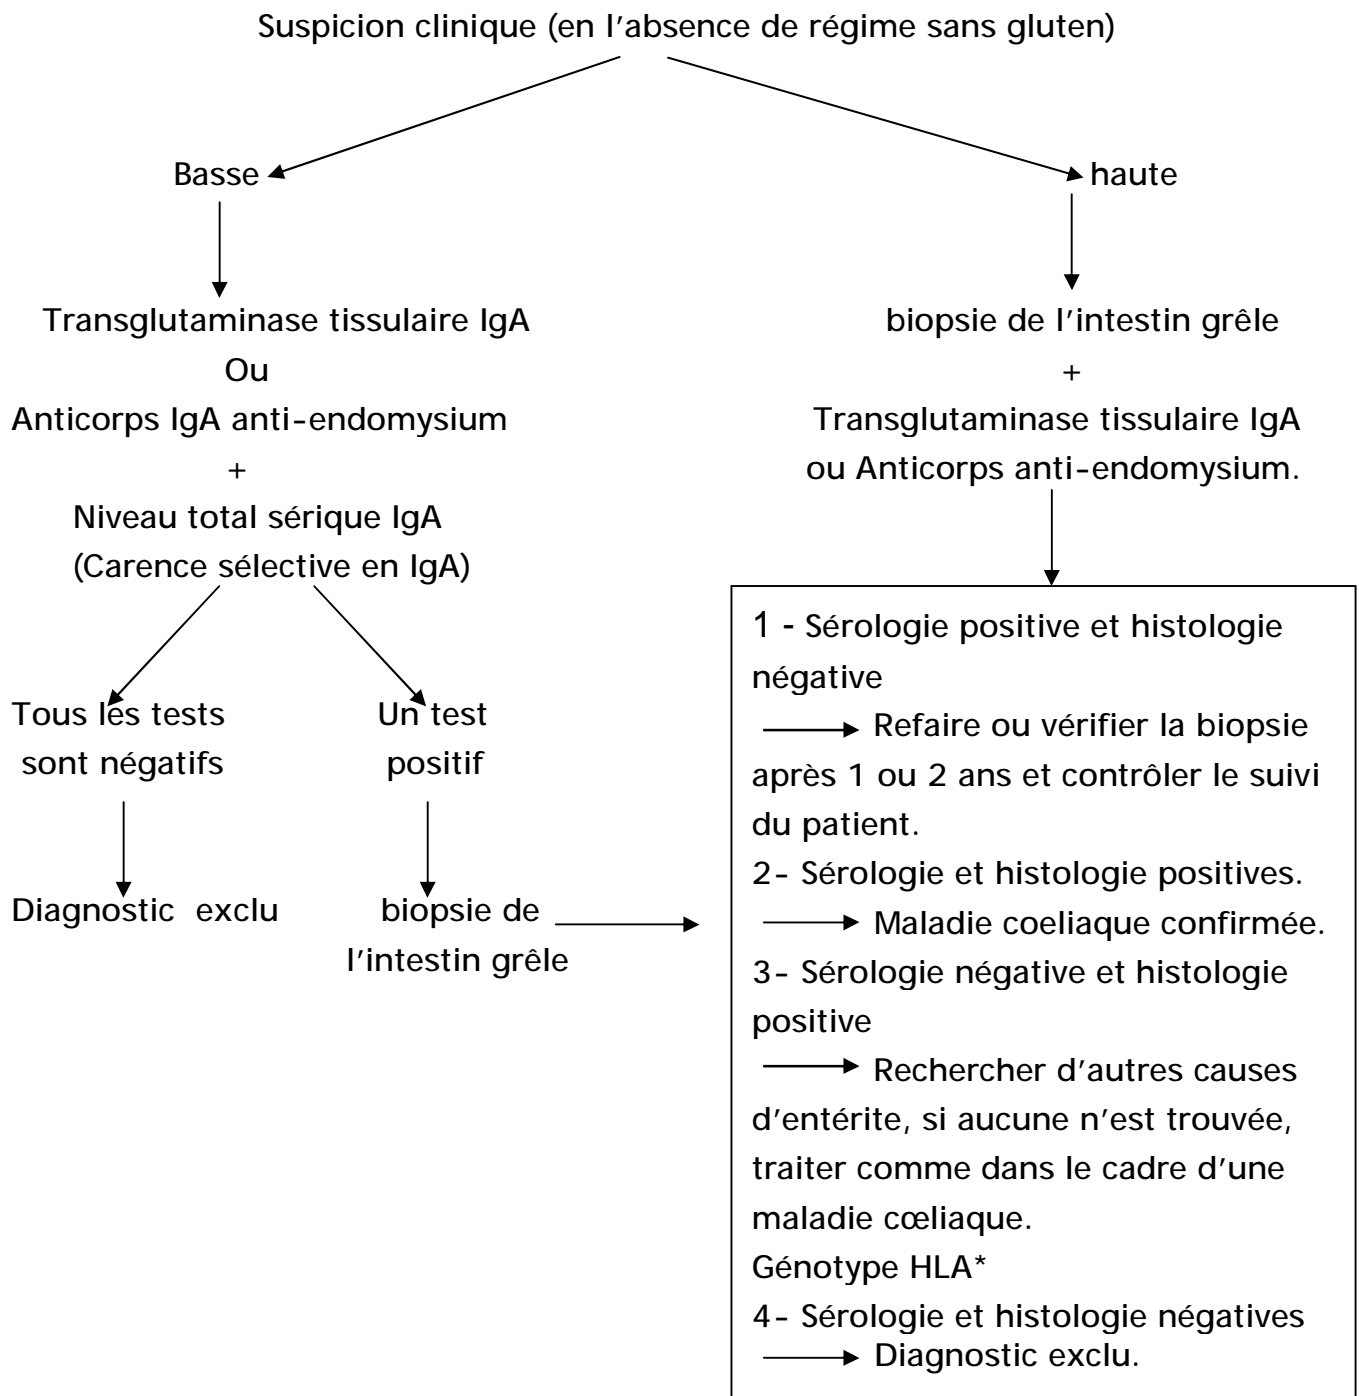 Suspicion clinique (en l'absence de régime sans gluten)
Basse
haute
Transglutaminase tissulaire IgA
Ou
Anticorps IgA anti-endomysium
+
Niveau total sérique IgA
(Carence sélective en IgA)
Tous les tests
sont négatifs
Un test
positif
Diagnostic exclu
biopsie de
l'intestin grêle
biopsie de l'intestin grêle
+
Transglutaminase tissulaire IgA
ou Anticorps anti-endomysium.
1 - Sérologie positive et histologie
négative
Refaire ou vérifier la biopsie
après 1 ou 2 ans et contrôler le suivi
du patient.
2- Sérologie et histologie positives.
Maladie coeliaque confirmée.
3- Sérologie négative et histologie
positive
Rechercher d'autres causes
d'entérite, si aucune n'est trouvée,
traiter comme dans le cadre d'une
maladie cœliaque.
Génotype HLA*
4- Sérologie et histologie négatives
Diagnostic exclu.